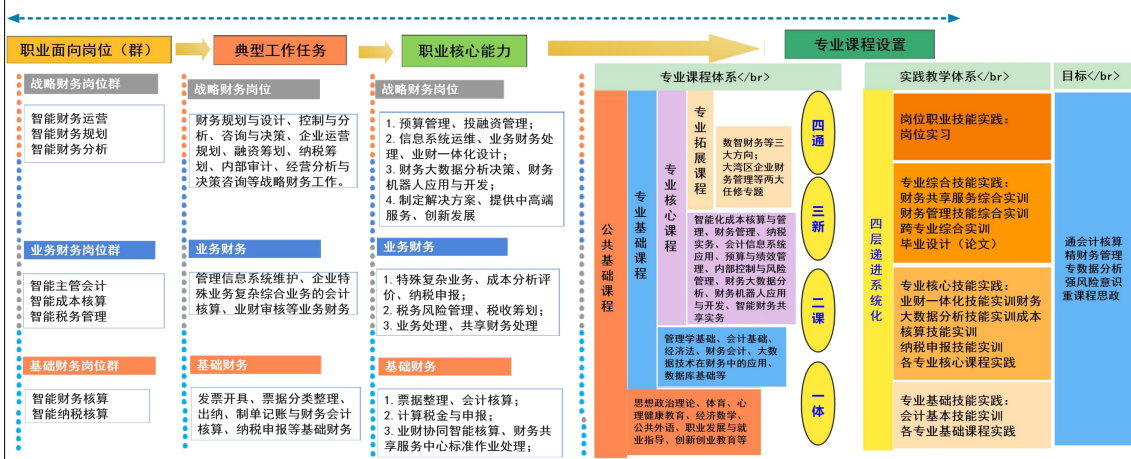 职业面向岗位（群）
典型工作任务
职业核心能力
专业课程设置
战略财务岗位群
智能财务运营
智能财务规划
智能财务分析
业务财务岗位群
智能主管会计
智能成本核算
智能税务管理
基础财务岗位群
智能财务核算
智能纳税核算
战略财务岗位
财务规划与设计、控制与分
析、咨询与决策、企业运营
规划、融资筹划、纳税筹
划、内部审计、经营分析与
决策咨询等战略财务工作。
业务财务
管理信息系统维护、企业特
殊业务复杂综合业务的会计
核算、业财审核等业务财务
基础财务
发票开具、票据分类整理、
出纳、制单记账与财务会计
核算、纳税申报等基础财务
战略财务岗位
1. 预算管理、投融资管理；
2. 信息系统运维、业务财务处
理、业财一体化设计；
3. 财务大数据分析决策、财务
机器人应用与开发；
4. 制定解决方案、提供中高端
服务、创新发展
业务财务
1. 特殊复杂业务、成本分析评
价、纳税申报；
2. 税务风险管理、税收筹划；
3. 业务处理、共享财务处理
基础财务
1. 票据整理、会计核算；
2. 计算税金与申报；
3. 业财协同智能核算、财务共
享服务中心标准作业处理；
专业课程体系</br>
公共基础课程
专业基础课程
专业核心课程
专业拓展课程
数智财务等三
大方向；
大湾区企业财
务管理等两大
任修专题
智能化成本核算与管
理、财务管理、纳税
实务、会计信息系统
应用、预算与绩效管
理、内部控制与风险
管理、财务大数据分
析、财务机器人应用
与开发、智能财务共
享实务
管理学基础、会计基础、
经济法、财务会计、大数
据技术在财务中的应用、
数据库基础等
思想政治理论、体育、心
理健康教育、经济数学、
公共外语、职业发展与就
业指导、创新创业教育等
四通
三新
二课
一体
实践教学体系</br>
四层递进系统化
岗位职业技能实践：
岗位实习
专业综合技能实践：
财务共享服务综合实训
财务管理技能综合实训
跨专业综合实训
毕业设计（论文）
专业核心技能实践：
业财一体化技能实训财务
大数据分析技能实训成本
核算技能实训
纳税申报技能实训
各专业核心课程实践
专业基础技能实践：
会计基本技能实训
各专业基础课程实践
目标</br>
通会计核算
精财务管理
专数据分析
强风险意识
重课程思政